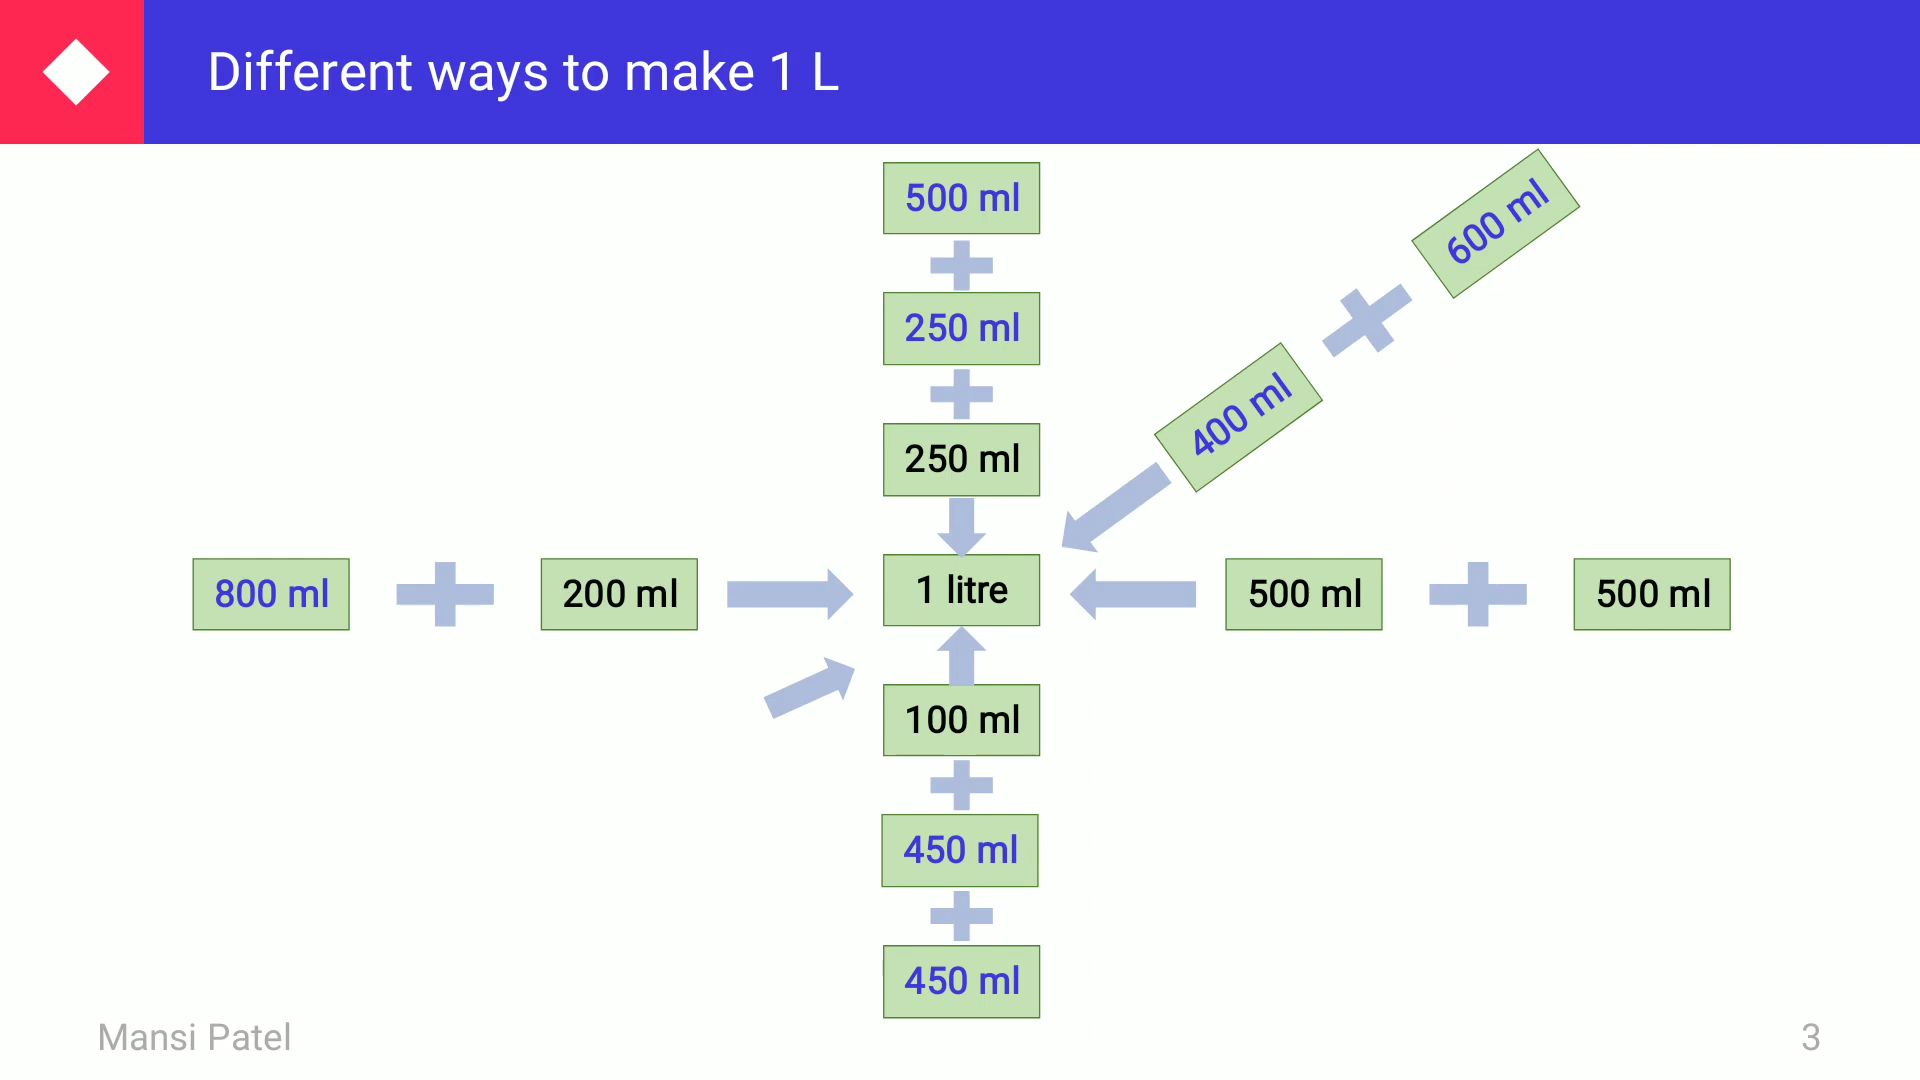 Different ways to make 1 L
500 ml
600 ml
250 ml
400 ml
250 ml
800 ml
200 ml
1 litre
500 ml
500 ml
100 ml
450 ml
450 ml
Mansi Patel
3